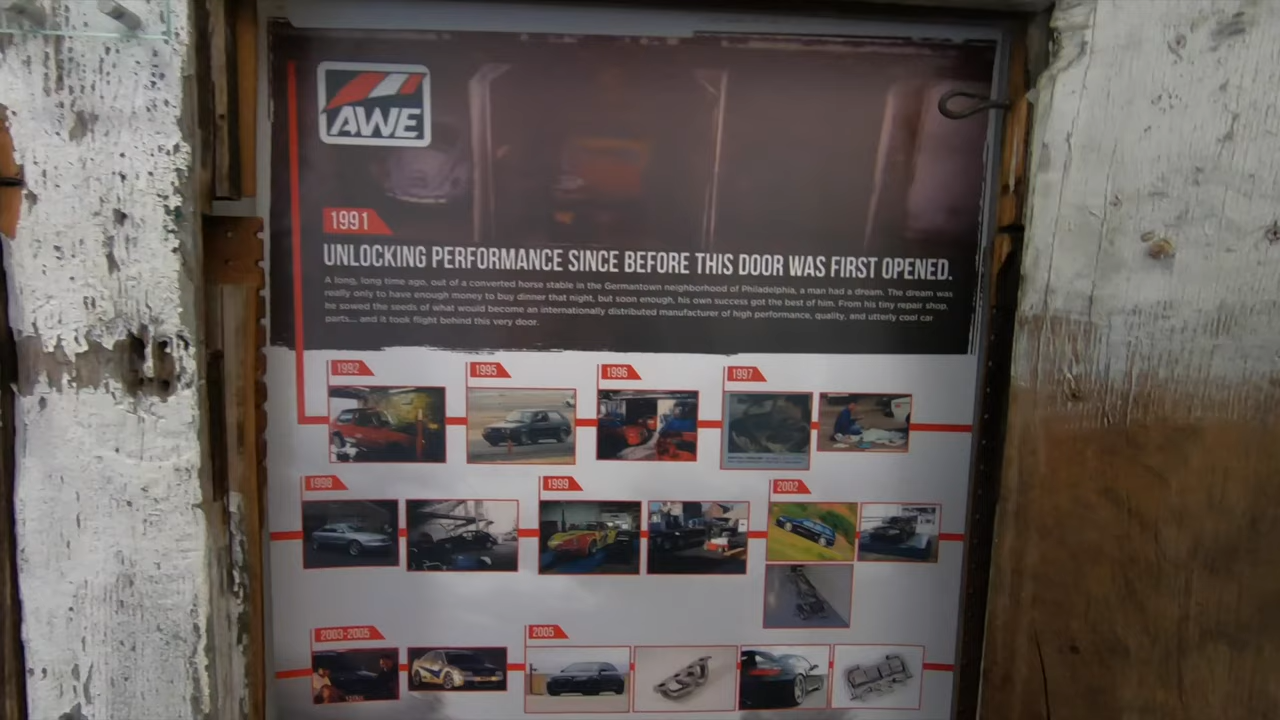 AWE
1991
UNLOCKING PERFORMANCE SINCE BEFORE THIS DOOR WAS FIRST OPENED.
A long, long time ago, out of a converted horse stable in the Germantown neighborhood of Philadelphia, a man had a dream. The dream was
really only to have enough money to buy dinner that night, but soon enough, his own success got the best of him. From his tiny repair shop,
he sowed the seeds of what would become an internationally distributed manufacturer of high performance, quality, and utterly cool car
parts... and it took flight behind this very door.
1992
1995
1996
1997
1998
1999
2002
2003-2005
2005